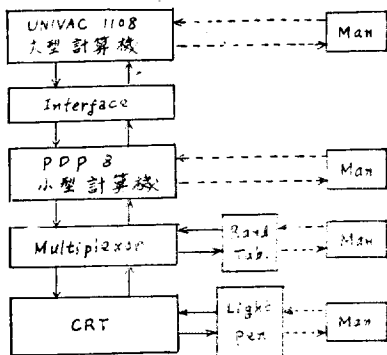 UNIVAC 1108
大型計算機
Man
Interface
PDP 8
小型計算機
Man
Multiplexor
Rand
Tab.
Man
CRT
Light
Pen
Man